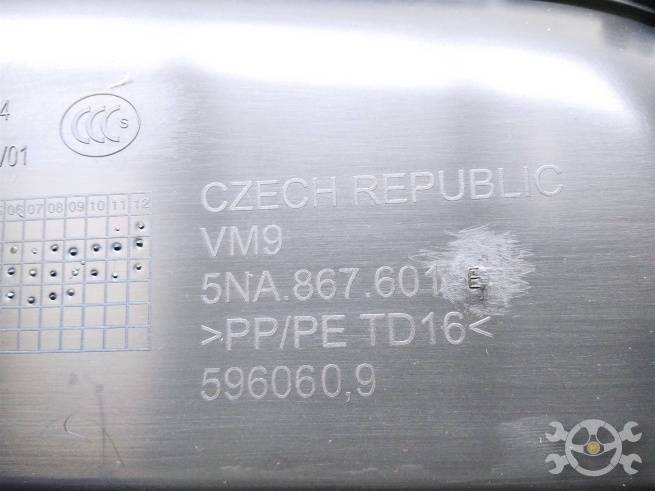 4
/01
CCC S
06 07 08 09 10 11 12
CZECH REPUBLIC
VM9
5NA.867.601 E
>PP/PE TD16<
596060,9